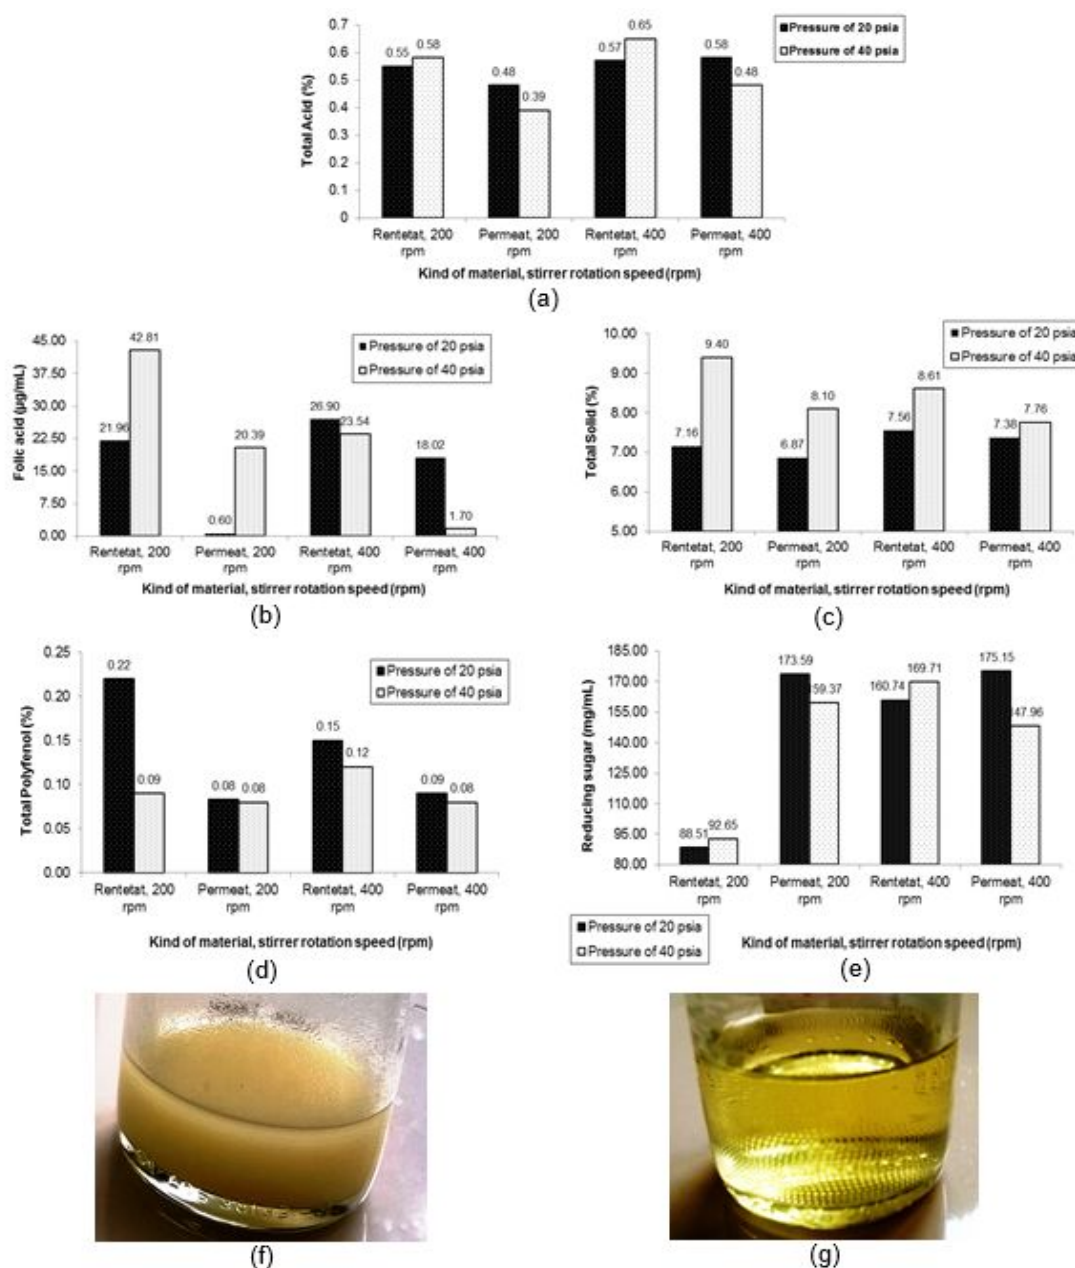 0.7
0.6
0.5
0.4
0.3
0.2
0.1
0
Total Acid (%)
0.55
0.58
0.48
0.39
0.57
0.65
0.58
0.48
Pressure of 20 psia
Pressure of 40 psia
Rentetat, 200
rpm
Permeat, 200
rpm
Rentetat, 400
rpm
Permeat, 400
rpm
Kind of material, stirrer rotation speed (rpm)
(a)
45.00
37.50
30.00
22.50
15.00
7.50
0.00
Folic acid (µg/mL)
21.96
42.81
0.60
20.39
26.90
23.54
18.02
1.70
Pressure of 20 psia
Pressure of 40 psia
Rentetat, 200
rpm
Permeat, 200
rpm
Rentetat, 400
rpm
Permeat, 400
rpm
Kind of material, stirrer rotation speed (rpm)
(b)
10.00
9.00
8.00
7.00
6.00
5.00
Total Solid (%)
7.16
9.40
6.87
8.10
7.56
8.61
7.38
7.76
Pressure of 20 psia
Pressure of 40 psia
Rentetat, 200
rpm
Permeat, 200
rpm
Rentetat, 400
rpm
Permeat, 400
rpm
Kind of material, stirrer rotation speed (rpm)
(c)
0.25
0.20
0.15
0.10
0.05
0.00
Total Polyfenol (%)
0.22
0.09
0.08
0.08
0.15
0.12
0.09
0.08
Pressure of 20 psia
Pressure of 40 psia
Rentetat, 200
rpm
Permeat, 200
rpm
Rentetat, 400
rpm
Permeat, 400
rpm
Kind of material, stirrer rotation speed (rpm)
(d)
185.00
170.00
155.00
140.00
125.00
110.00
95.00
80.00
Reducing sugar (mg/mL)
88.51
92.65
173.59
59.37
160.74
169.71
175.15
47.96
Rentetat, 200
rpm
Permeat, 200
rpm
Rentetat, 400
rpm
Permeat, 400
rpm
Pressure of 20 psia
Pressure of 40 psia
Kind of material, stirrer rotation speed (rpm)
(e)
(f)
(g)